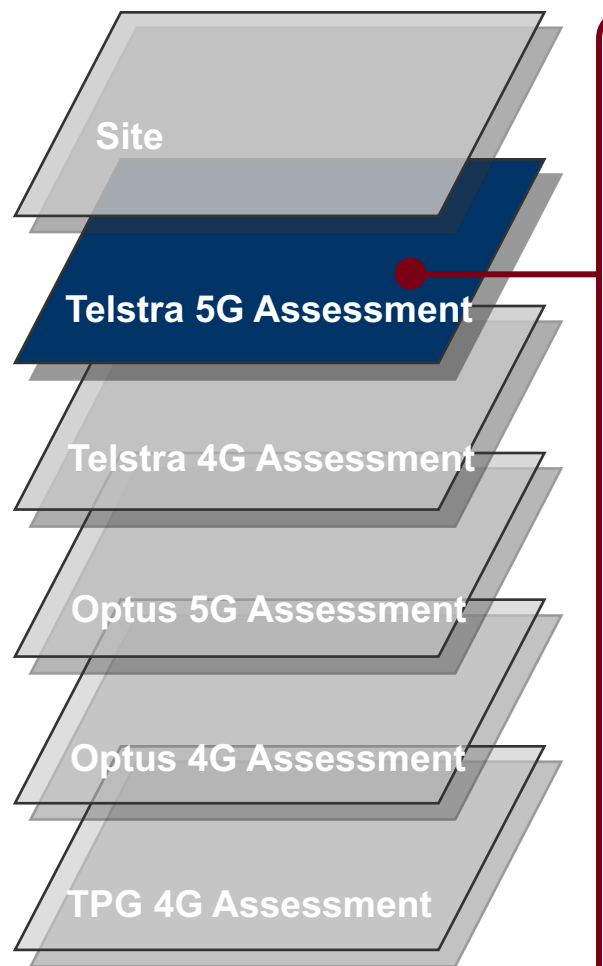 Site
Telstra 5G Assessment
Telstra 4G Assessment
Optus 5G Assessment
Optus 4G Assessment
TPG 4G Assessment